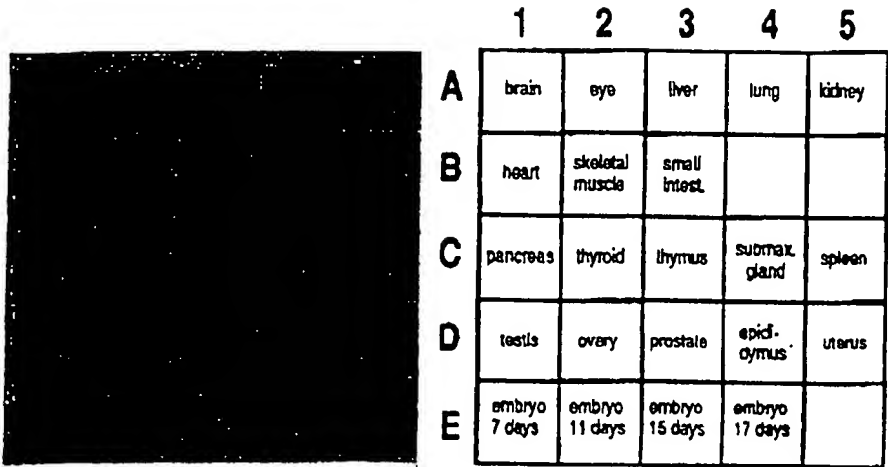 1 2 3 4 5
A brain eye liver lung kidney
B heart skeletal muscle small intest.
C pancreas thyroid thymus submax. gland spleen
D testis ovary prostate epidi- dymus uterus
E embryo 7 days embryo 11 days embryo 15 days embryo 17 days